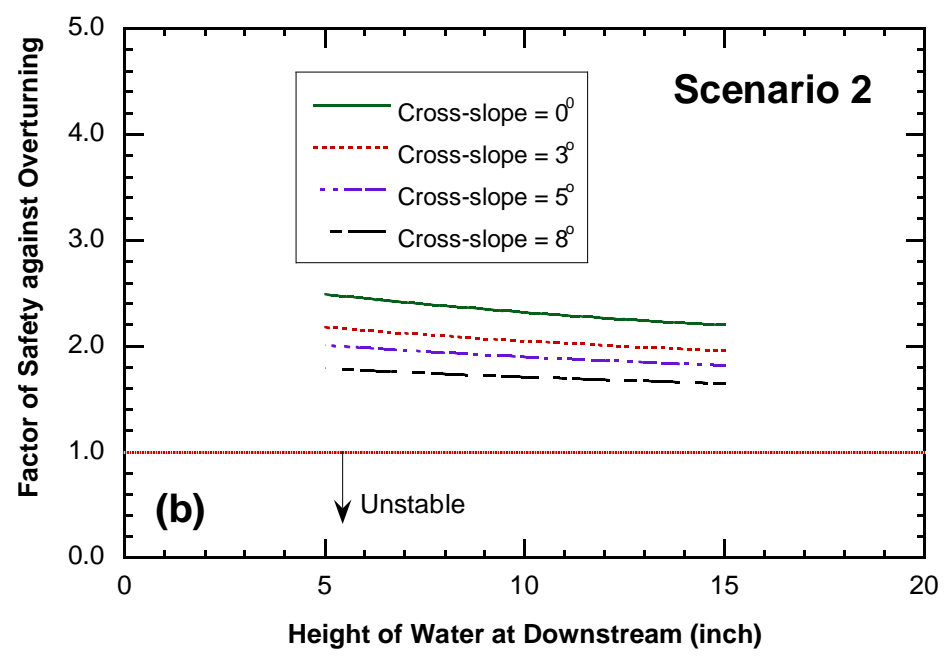 5.0
4.0
3.0
2.0
1.0
0.0
Factor of Safety against Overturning
Scenario 2
Cross-slope = 0⁰
Cross-slope = 3°
Cross-slope = 5°
Cross-slope = 8°
Unstable
(b)
0
5
10
15
20
Height of Water at Downstream (inch)